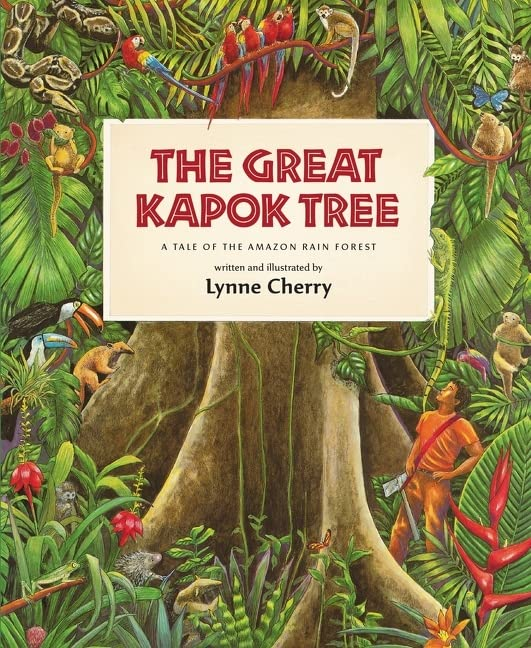 THE GREAT
KAPOK TREE
A TALE OF THE AMAZON RAIN FOREST
written and illustrated by
Lynne Cherry